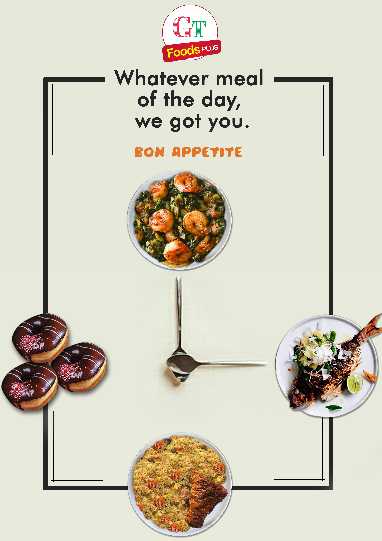 GT
Foods PLUS
Whatever meal
of the day,
we got you.
BON APPETITE